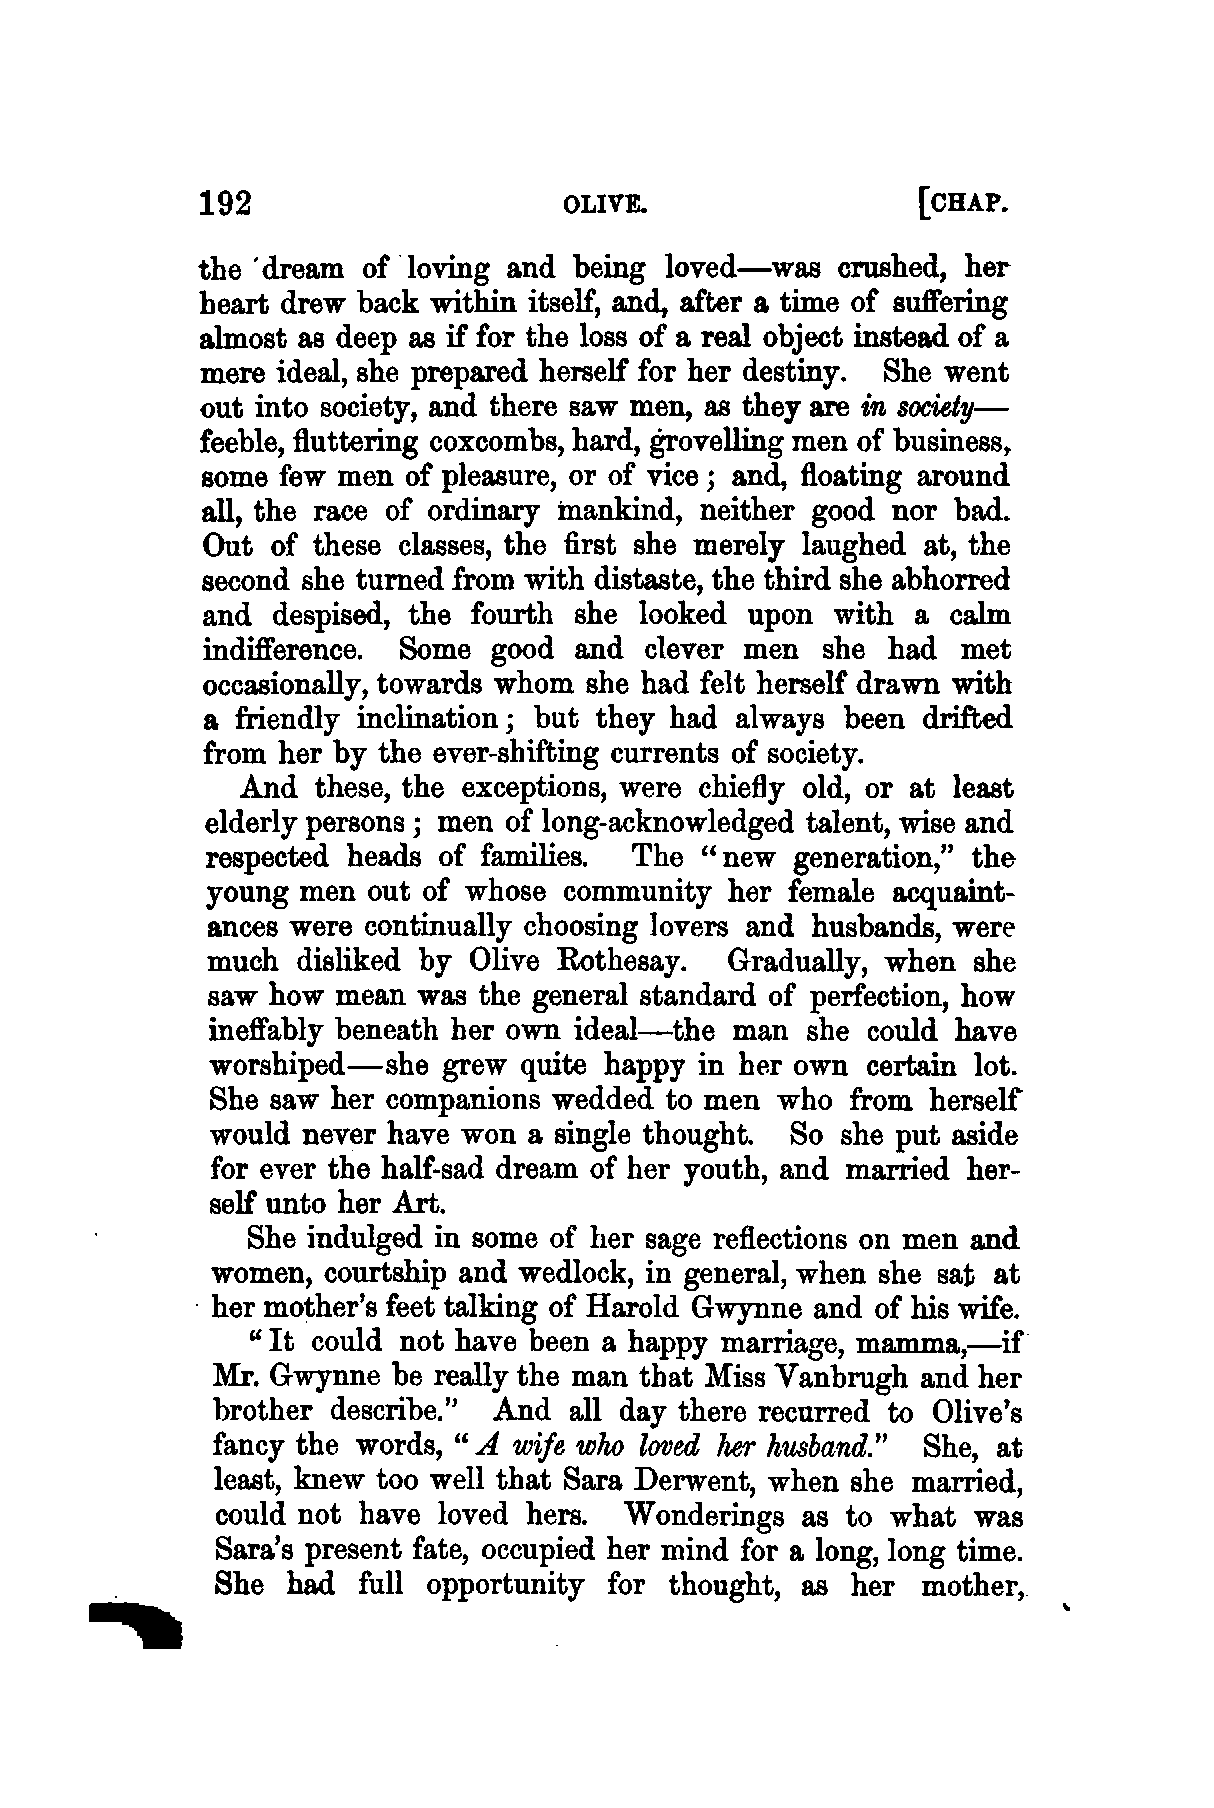 192 OLIVE. [CHAP.
the dream of loving and being loved—was crushed, her
heart drew back within itself, and, after a time of suffering
almost as deep as if for the loss of a real object instead of a
mere ideal, she prepared herself for her destiny. She went
out into society, and there saw men, as they are in society—
feeble, fluttering coxcombs, hard, grovelling men of business,
some few men of pleasure, or of vice; and, floating around
all, the race of ordinary mankind, neither good nor bad.
Out of these classes, the first she merely laughed at, the
second she turned from with distaste, the third she abhorred
and despised, the fourth she looked upon with a calm
indifference. Some good and clever men she had met
occasionally, towards whom she had felt herself drawn with
a friendly inclination; but they had always been drifted
from her by the ever-shifting currents of society.
And these, the exceptions, were chiefly old, or at least
elderly persons; men of long-acknowledged talent, wise and
respected heads of families. The “new generation,” the
young men out of whose community her female acquaint-
ances were continually choosing lovers and husbands, were
much disliked by Olive Rothesay. Gradually, when she
saw how mean was the general standard of perfection, how
ineffably beneath her own ideal—the man she could have
worshiped—she grew quite happy in her own certain lot.
She saw her companions wedded to men who from herself
would never have won a single thought. So she put aside
for ever the half-sad dream of her youth, and married her-
self unto her Art.
She indulged in some of her sage reflections on men and
women, courtship and wedlock, in general, when she sat at
her mother’s feet talking of Harold Gwynne and of his wife.
“It could not have been a happy marriage, mamma,—if
Mr. Gwynne be really the man that Miss Vanbrugh and her
brother describe.” And all day there recurred to Olive’s
fancy the words, “A wife who loved her husband.” She, at
least, knew too well that Sara Derwent, when she married,
could not have loved hers. Wonderings as to what was
Sara’s present fate, occupied her mind for a long, long time.
She had full opportunity for thought, as her mother,